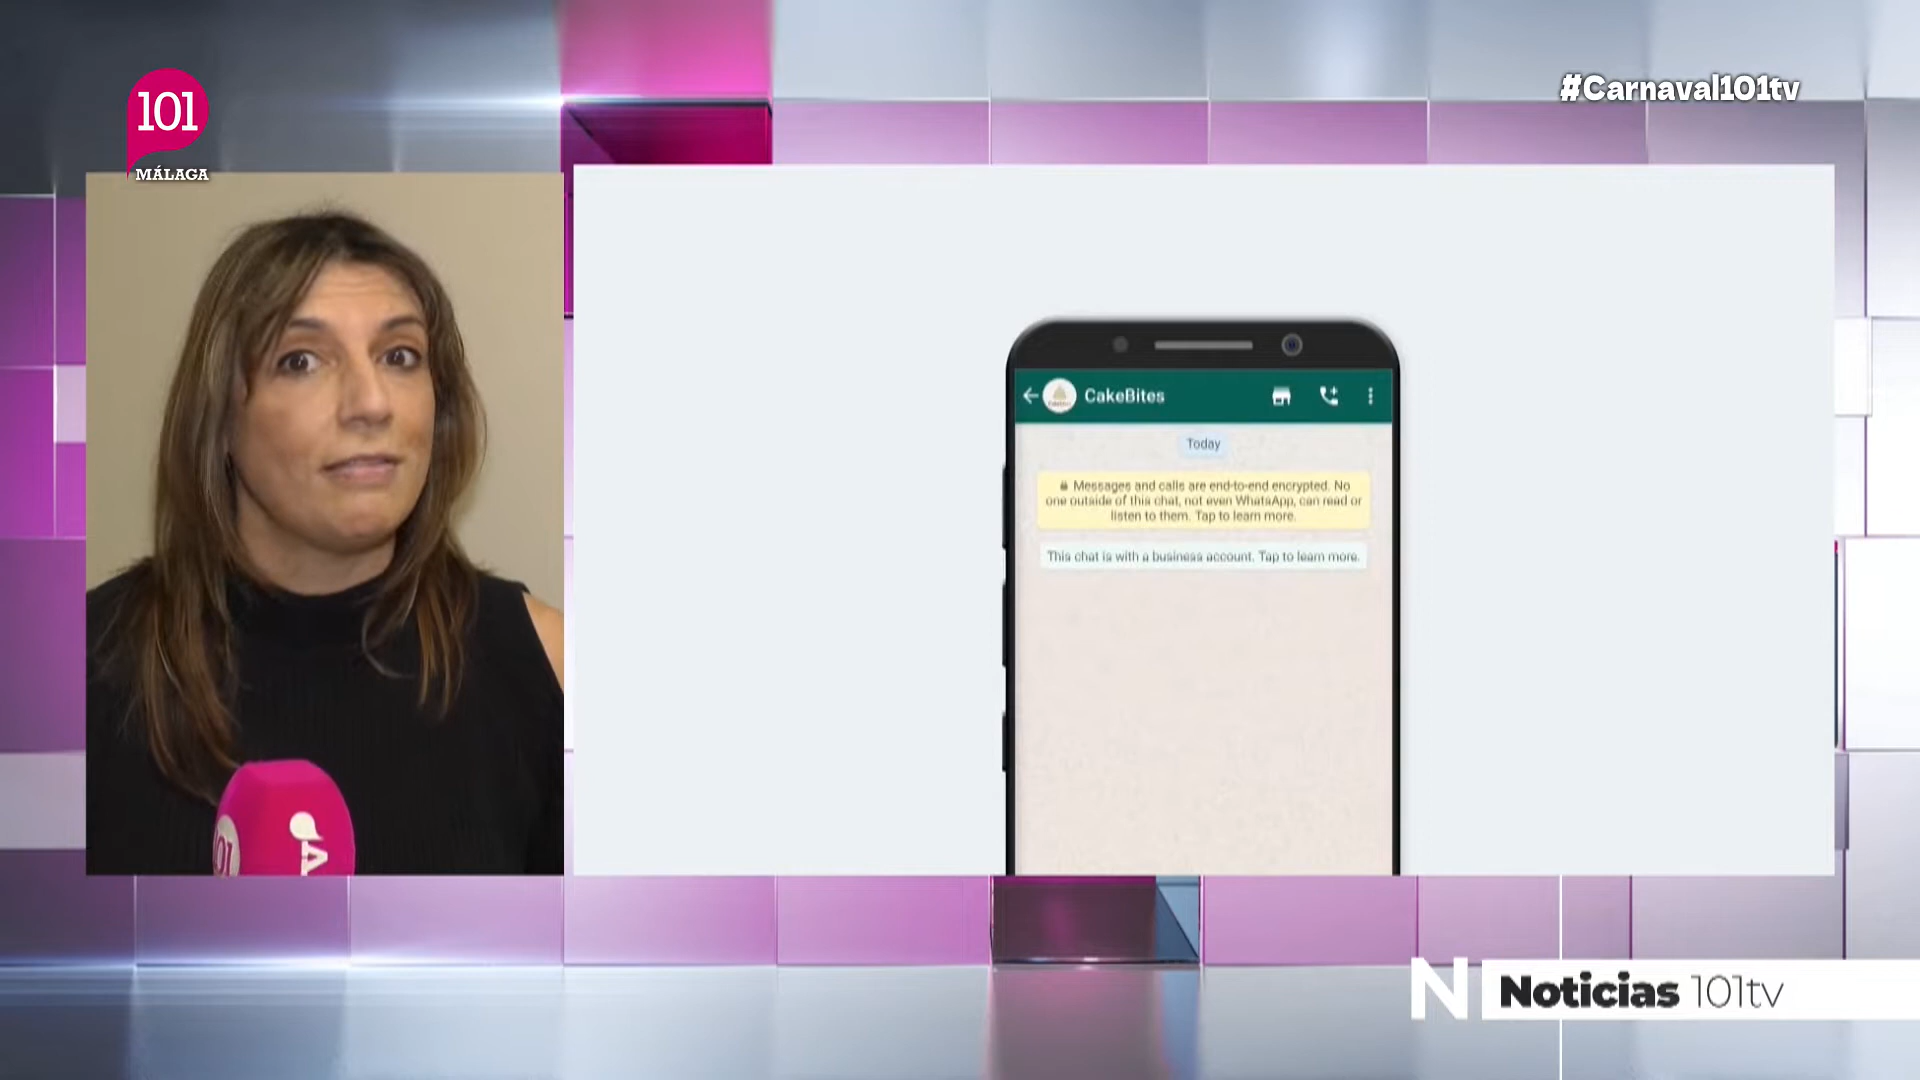 101
MÁLAGA
#Carnaval101tv
CakeBites
Today
Messages and calls are end-to-end encrypted. No
one outside of this chat, not even WhatsApp, can read or
listen to them. Tap to learn more.
This chat is with a business account. Tap to learn more.
101
N Noticias 101tv